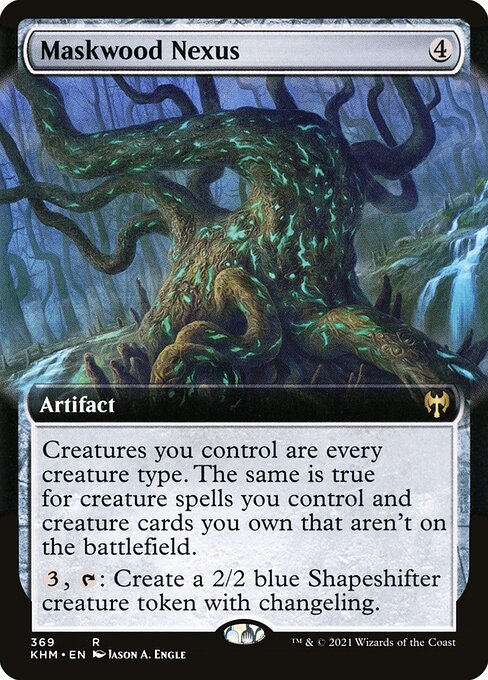 Maskwood Nexus 4
Artifact
Creatures you control are every
creature type. The same is true
for creature spells you control and
creature cards you own that aren't on
the battlefield.
3, : Create a 2/2 blue Shapeshifter
creature token with changeling.
369 R
KHM • EN Jason A. Engle
™ & © 2021 Wizards of the Coast